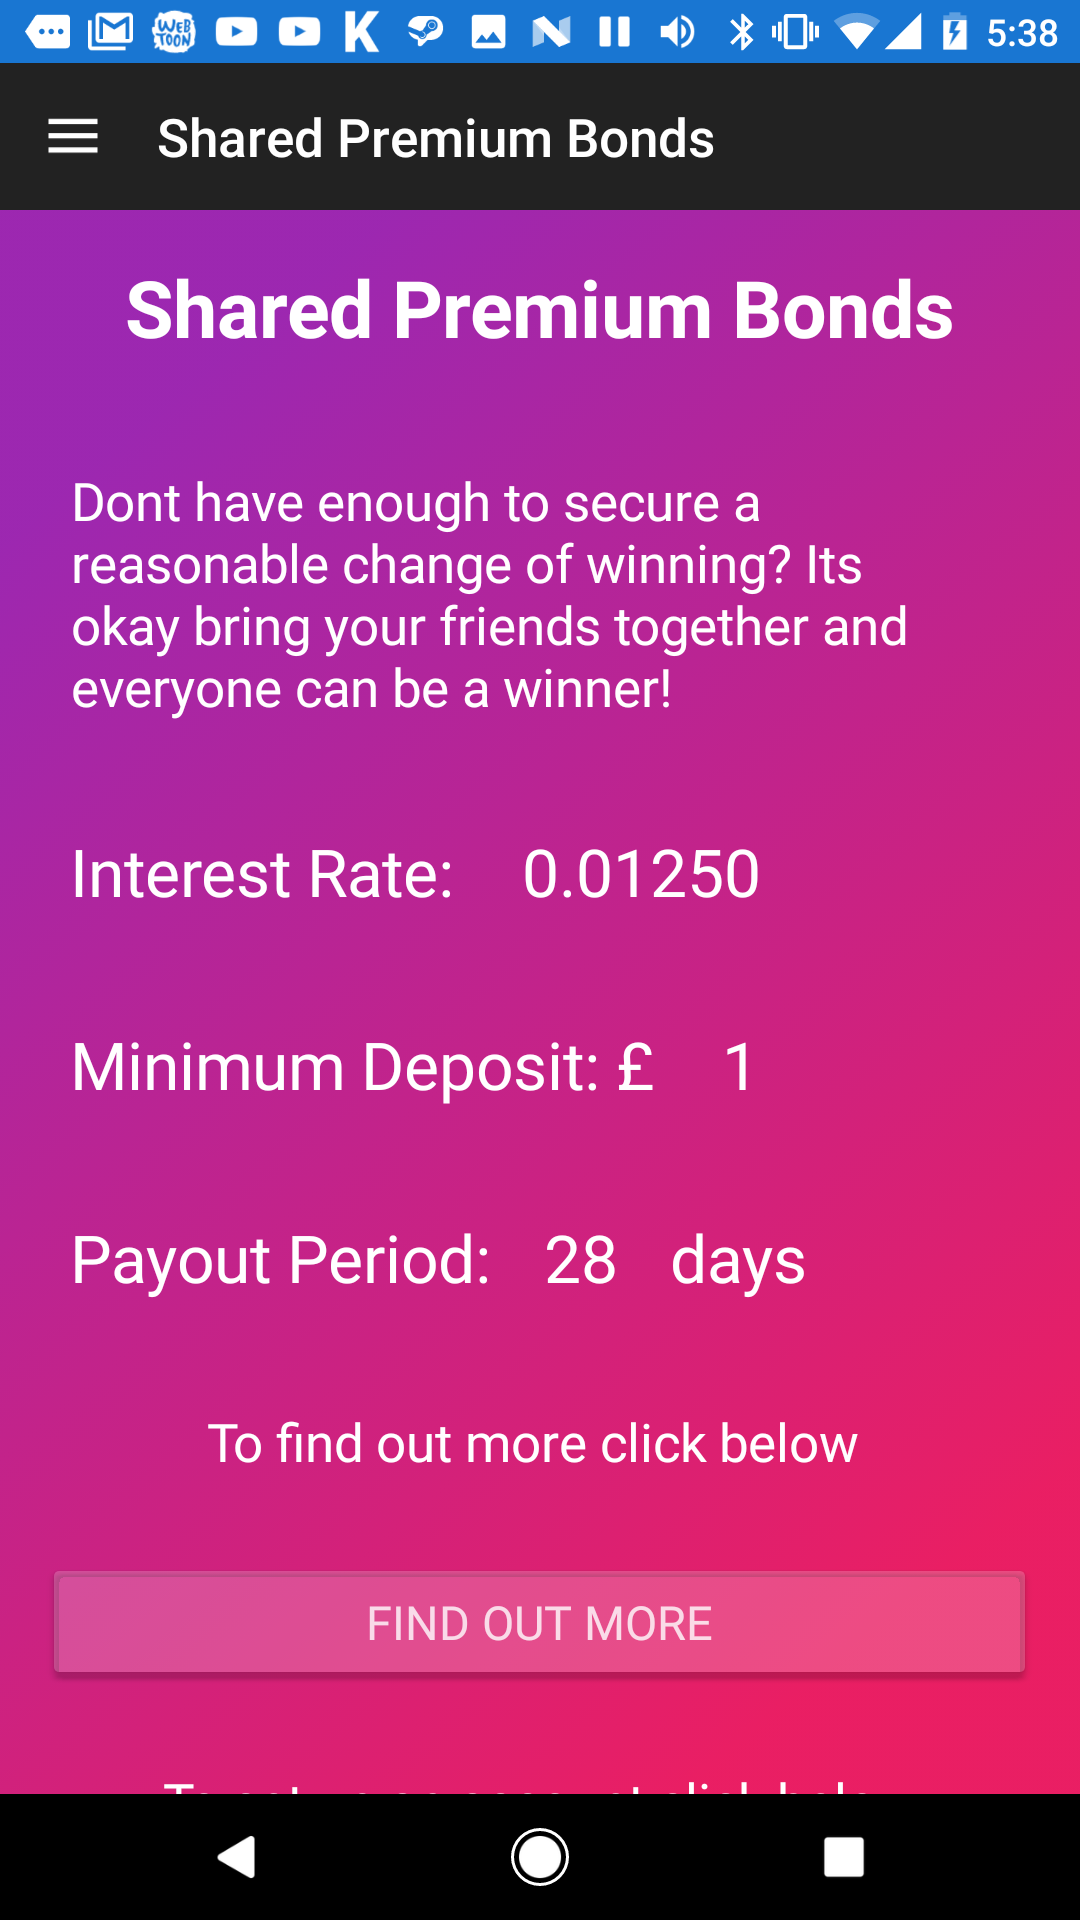 5:38
Shared Premium Bonds
Shared Premium Bonds
Dont have enough to secure a
reasonable change of winning? Its
okay bring your friends together and
everyone can be a winner!
Interest Rate: 0.01250
Minimum Deposit: £ 1
Payout Period: 28 days
To find out more click below
FIND OUT MORE